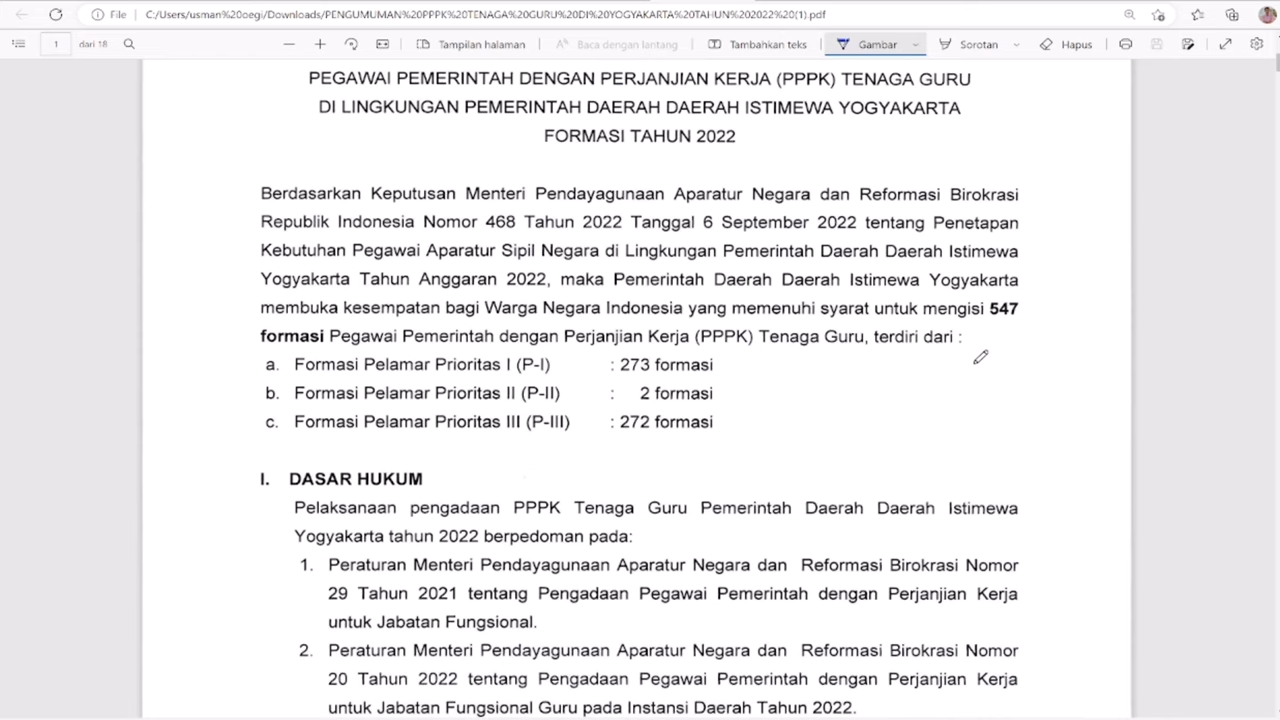 File C:/Users/usman%20oegi/Downloads/PENGUMUMAN%20PPPK%20TENAGA%20GURU%20DI%20YOGYAKARTA%20TAHUN%202022%20(1).pdf
1 dari 18 Tampilan halaman Baca dengan lantang Tambahkan teks Gambar Sorotan Hapus
PEGAWAI PEMERINTAH DENGAN PERJANJIAN KERJA (PPPK) TENAGA GURU
DI LINGKUNGAN PEMERINTAH DAERAH DAERAH ISTIMEWA YOGYAKARTA
FORMASI TAHUN 2022
Berdasarkan Keputusan Menteri Pendayagunaan Aparatur Negara dan Reformasi Birokrasi
Republik Indonesia Nomor 468 Tahun 2022 Tanggal 6 September 2022 tentang Penetapan
Kebutuhan Pegawai Aparatur Sipil Negara di Lingkungan Pemerintah Daerah Daerah Istimewa
Yogyakarta Tahun Anggaran 2022, maka Pemerintah Daerah Daerah Istimewa Yogyakarta
membuka kesempatan bagi Warga Negara Indonesia yang memenuhi syarat untuk mengisi 547
formasi Pegawai Pemerintah dengan Perjanjian Kerja (PPPK) Tenaga Guru, terdiri dari :
a. Formasi Pelamar Prioritas I (P-I) : 273 formasi
b. Formasi Pelamar Prioritas II (P-II) : 2 formasi
c. Formasi Pelamar Prioritas III (P-III) : 272 formasi
I. DASAR HUKUM
Pelaksanaan pengadaan PPPK Tenaga Guru Pemerintah Daerah Daerah Istimewa
Yogyakarta tahun 2022 berpedoman pada:
1. Peraturan Menteri Pendayagunaan Aparatur Negara dan Reformasi Birokrasi Nomor
29 Tahun 2021 tentang Pengadaan Pegawai Pemerintah dengan Perjanjian Kerja
untuk Jabatan Fungsional.
2. Peraturan Menteri Pendayagunaan Aparatur Negara dan Reformasi Birokrasi Nomor
20 Tahun 2022 tentang Pengadaan Pegawai Pemerintah dengan Perjanjian Kerja
untuk Jabatan Fungsional Guru pada Instansi Daerah Tahun 2022.